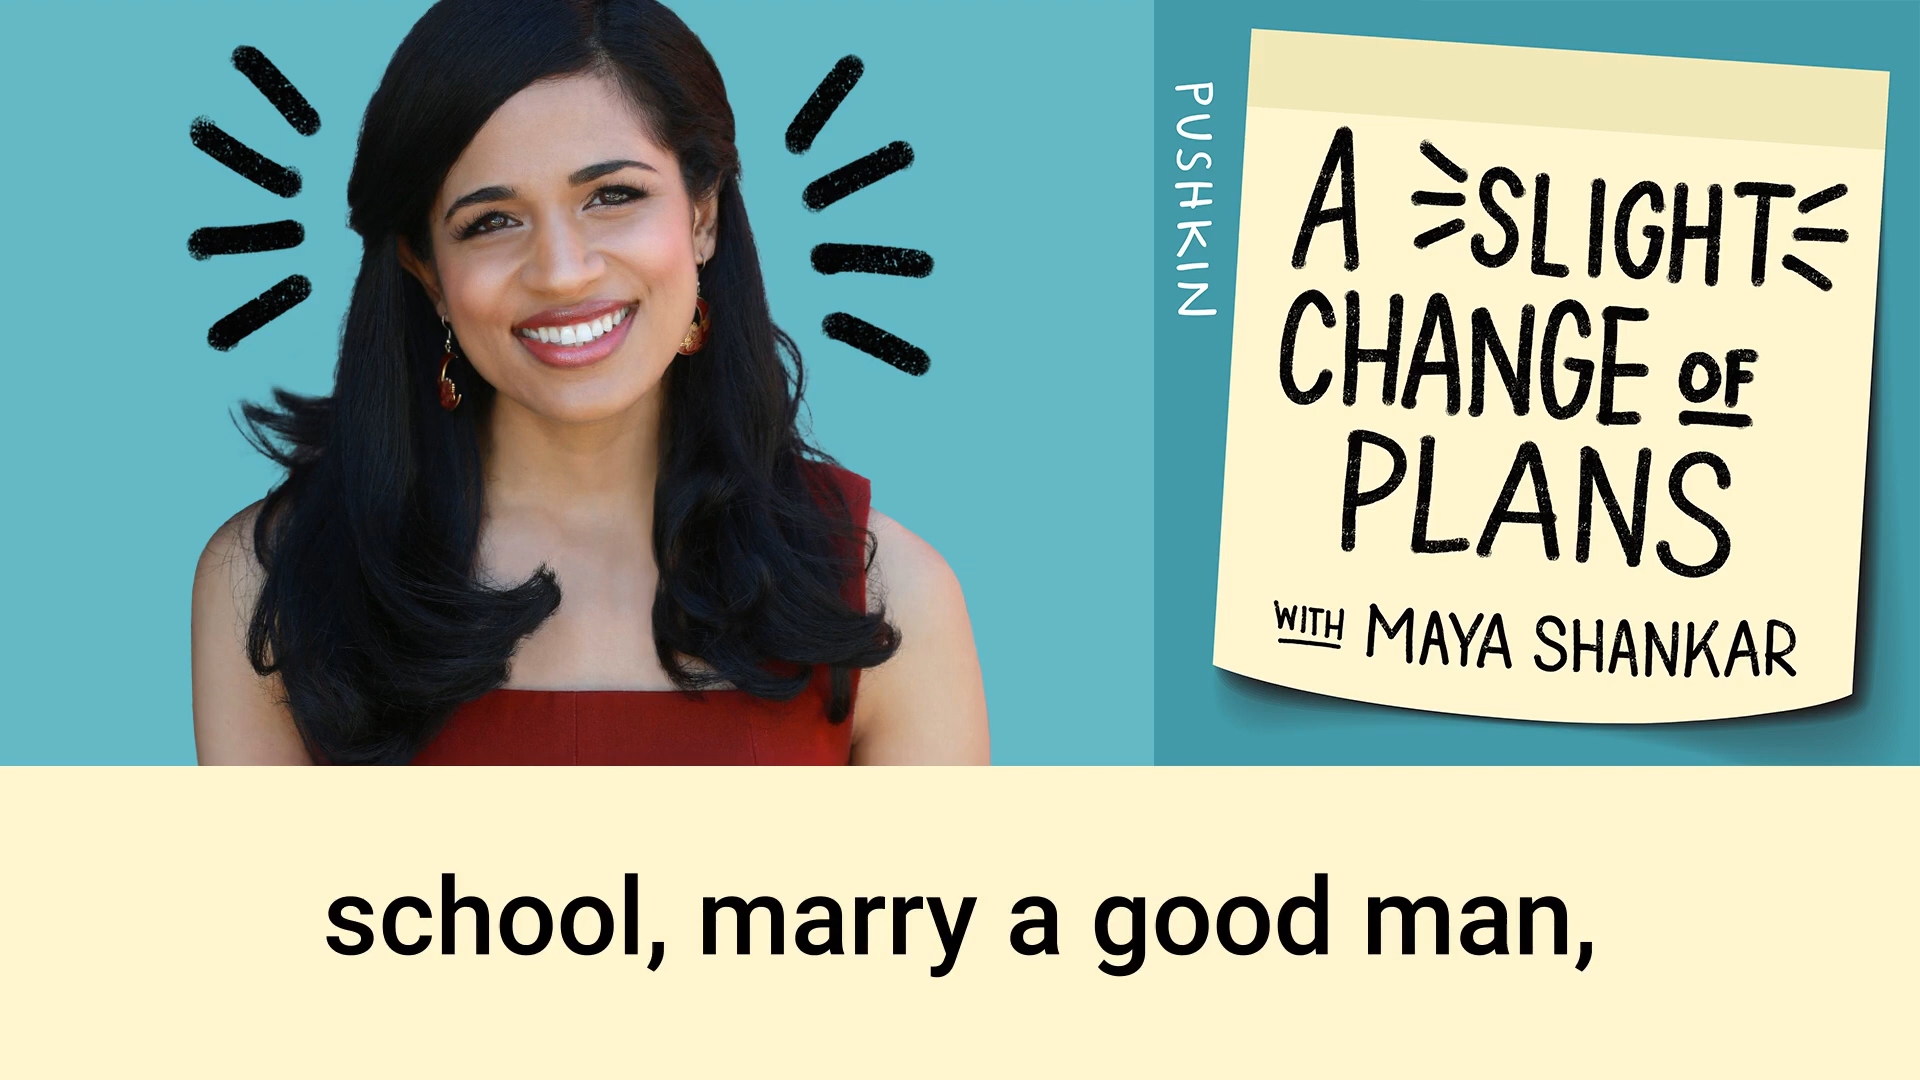 PUSHKIN
A SLIGHT
CHANGE OF
PLANS
WITH MAYA SHANKAR
school, marry a good man,